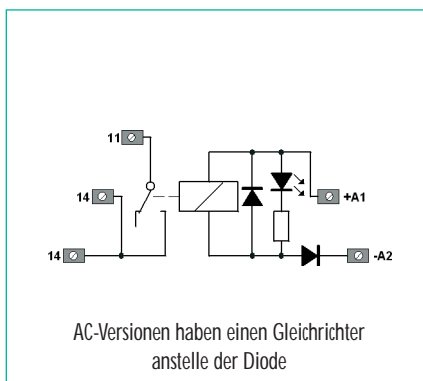 11
14
+A1
14
-A2
AC-Versionen haben einen Gleichrichter
anstelle der Diode